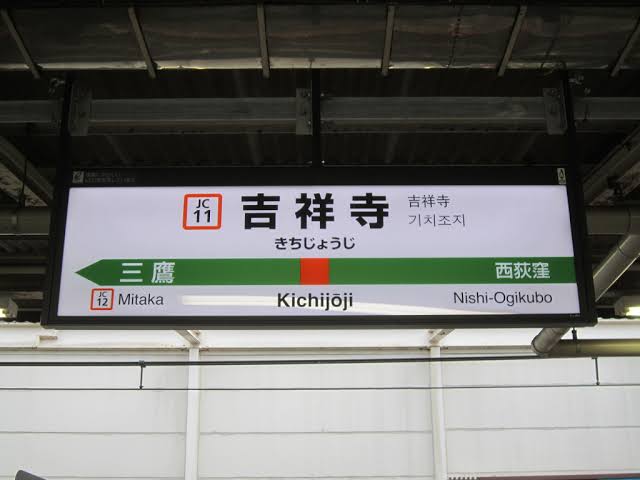 JC
11
吉祥寺
吉祥寺
기치조지
きちじょうじ
三鷹
西荻窪
JC
12
Mitaka
Kichijōji
Nishi-Ogikubo